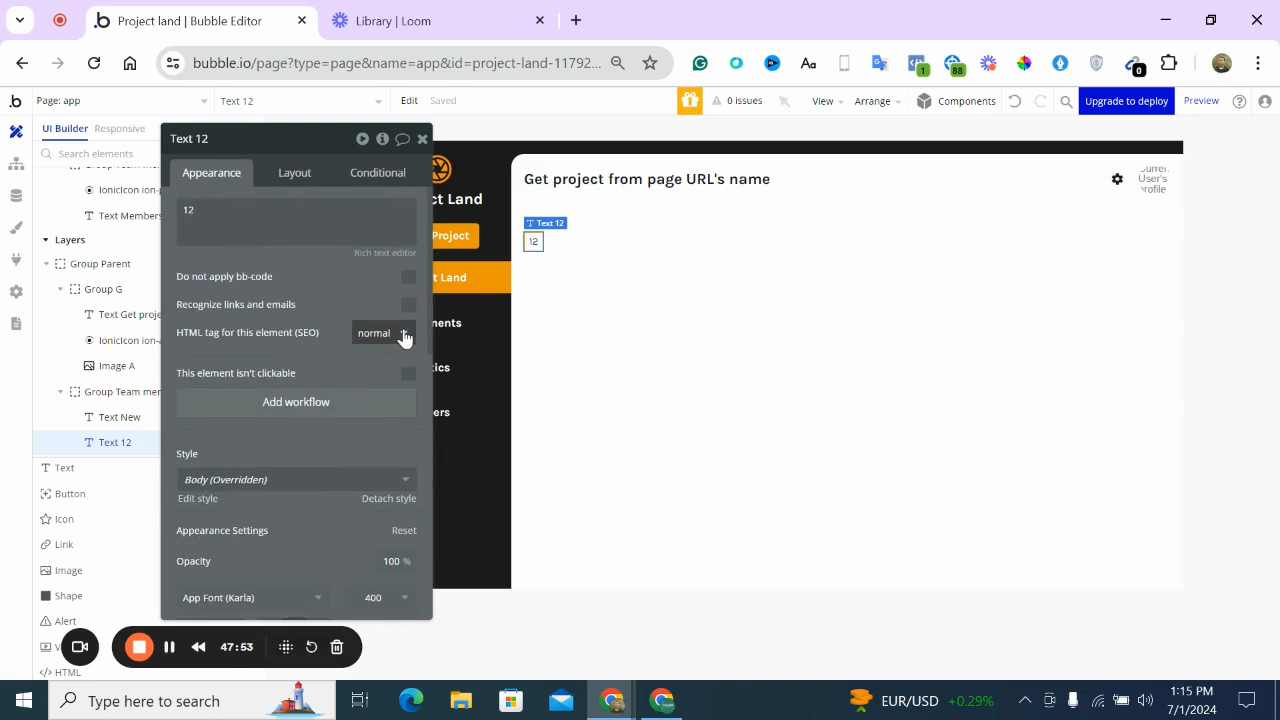 Project land | Bubble Editor
Library | Loom
bubble.io/page?type=page&name=app&id=project-land-11792...
1
88
0
Page: app
Text 12
Edit
Saved
0 issues
View
Arrange
Components
Upgrade to deploy
Preview
UI Builder
Responsive
Search elements
IonicIcon ion-p
Text Members
Layers
Group Parent
Group G
Text Get proje
IonicIcon ion-a
Image A
Group Team me
Text New
Text 12
Text
Button
Icon
Link
Image
Shape
Alert
HTML
Text 12
Appearance
Layout
Conditional
12
Rich text editor
Do not apply bb-code
Recognize links and emails
HTML tag for this element (SEO)
normal
This element isn't clickable
Add workflow
Style
Body (Overridden)
Edit style
Detach style
Appearance Settings
Reset
Opacity
100 %
App Font (Karla)
400
ct Land
Project
t Land
nents
tics
ers
Get project from page URL's name
User's
profile
Text 12
12
47:53
Type here to search
EUR/USD +0.29%
1:15 PM
7/1/2024